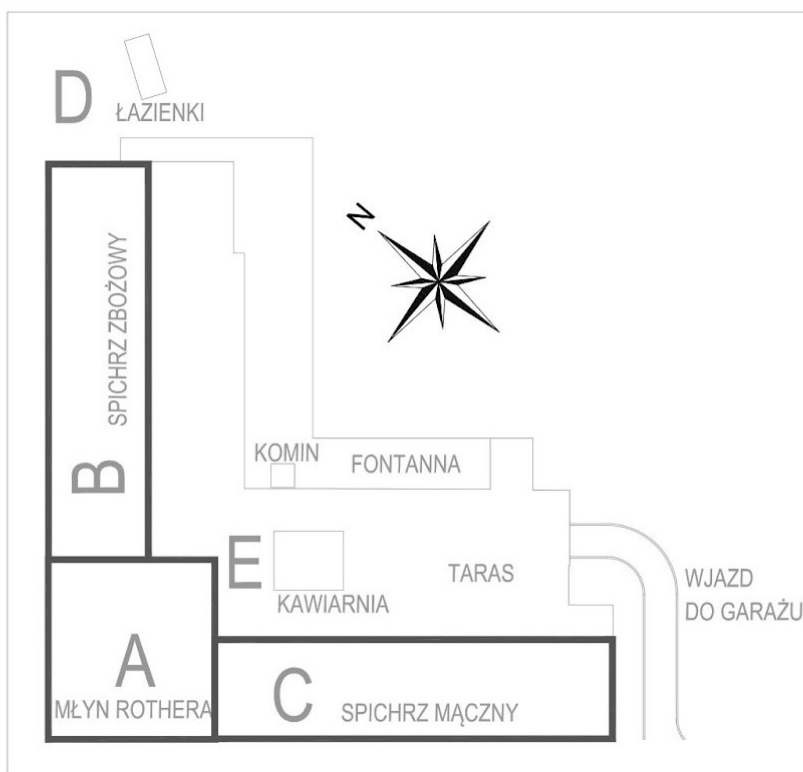 D
ŁAZIENKI
N
SPICHRZ ZBOŻOWY
B
KOMIN
FONTANNA
E
KAWIARNIA
TARAS
WJAZD
DO GARAŻU
A
MŁYN ROTHERA
C
SPICHRZ MĄCZNY